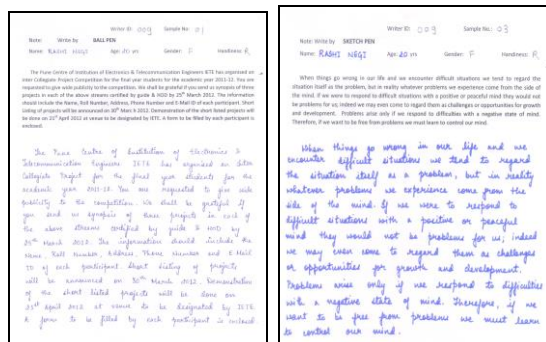 Writer ID: 009 Sample No: 01
Note: Write by BALL PEN
Name: RASHI NEGI Age: 20 yrs Gender: F Handiness: R
The Pune Centre of Institution of Electronics & Telecommunication Engineers IETE has organized an
Inter Collegiate Project Competition for the final year students for the academic year 2011-12. You are
requested to give wide publicity to the competition. We shall be grateful if you send us synopsis of three
projects in each of the above streams certified by guide & HOD by 25th March 2012. The information
should include the Name, Roll Number, Address, Phone Number and E-Mail ID of each participant. Short
listing of projects will be announced on 30th March 2012. Demonstration of the short listed projects will
be done on 21st April 2012 at venue to be designated by IETE. A form to be filled by each participant is
enclosed.
The Pune Centre of Institution of Electronics &
Telecommunication Engineers IETE has organized an Inter
Collegiate Project for the final year students for the
academic year 2011-12. You are requested to give wide
publicity to the competition. We shall be grateful if
you send us synopsis of three projects in each of
the above streams certified by guide & HOD by
25th March 2012. The information should include the
Name, Roll Number, Address, Phone Number and E-Mail
ID of each participant. Short listing of projects
will be announced on 30th March 2012. Demonstration
of the short listed projects will be done on
21st April 2012 at venue to be designated by IETE.
A form to be filled by each participant is enclosed.
Writer ID: 009 Sample No.: 03
Note: Write by SKETCH PEN
Name: RASHI NEGI Age: 20 yrs Gender: F Handiness: R
When things go wrong in our life and we encounter difficult situations we tend to regard the
situation itself as the problem, but in reality whatever problems we experience come from the side of
the mind. If we were to respond to difficult situations with a positive or peaceful mind they would not
be problems for us; indeed we may even come to regard them as challenges or opportunities for growth
and development. Problems arise only if we respond to difficulties with a negative state of mind.
Therefore, if we want to be free from problems we must learn to control our mind.
When things go wrong in our life and we
encounter difficult situations we tend to regard
the situation itself as a problem, but in reality
whatever problems we experience come from the
side of the mind. If we were to respond to
difficult situations with a positive or peaceful
mind they would not be problems for us; indeed
we may even come to regard them as challenges
or opportunities for growth and development.
Problems arise only if we respond to difficulties
with a negative state of mind. Therefore, if we
want to be free from problems we must learn
to control our mind.